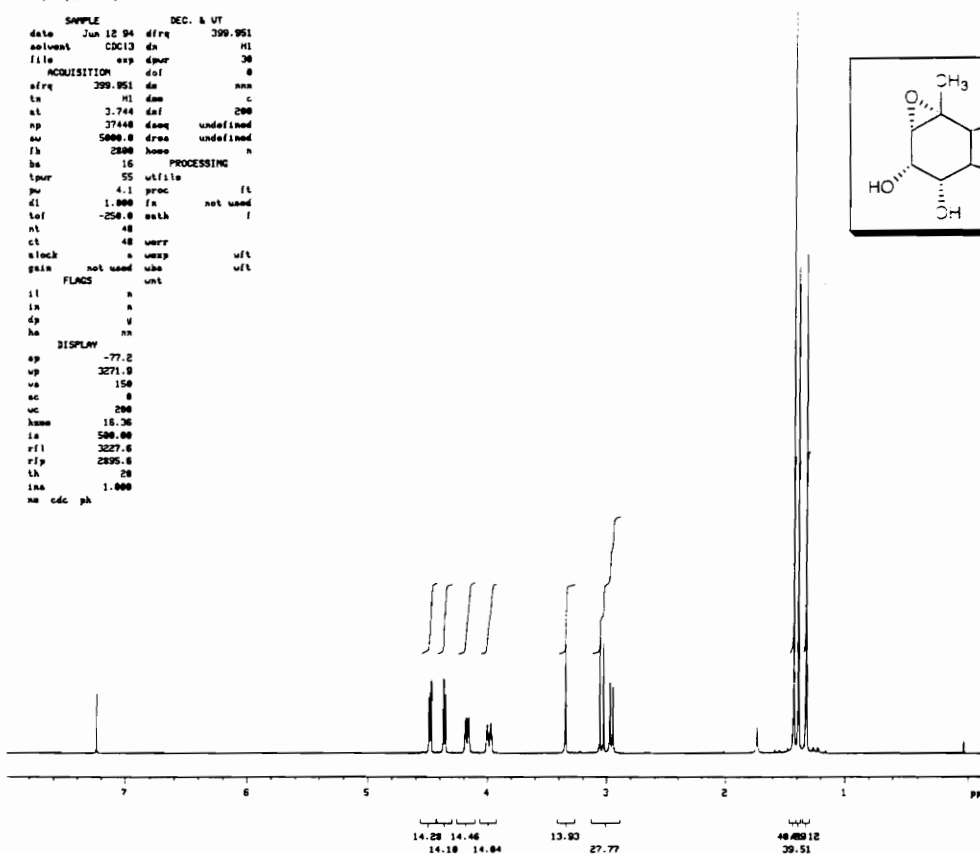 SAMPLE
date Jun 12 94
solvent CDCl3
file exp
ACQUISITION
sfrq 399.951
tn H1
at 3.744
np 37440
sw 5000.0
fb 2800
bs 16
tpwr 55
pw 4.1
d1 1.000
tof -250.0
nt 48
ct 48
alock n
gain not used
FLAGS
il n
in n
dp y
hs nn
DISPLAY
sp -77.2
wp 3271.9
vs 150
sc 0
wc 200
hzmm 16.36
is 500.00
rfl 3227.6
rfp 2895.6
th 20
ins 1.000
nm cdc ph
DEC. & VT
dfrq 399.951
dn H1
dpwr 30
dof 0
dm nnn
dmm c
dmf 200
dseq undefined
dres undefined
homo n
PROCESSING
wtfile
proc ft
fn not used
math f
werr
wexp wft
wbs wft
wnt
O
CH3
HO
OH
7 6 5 4 3 2 1 pp
14.28 14.46 13.93
14.10 14.04 27.77 39.51